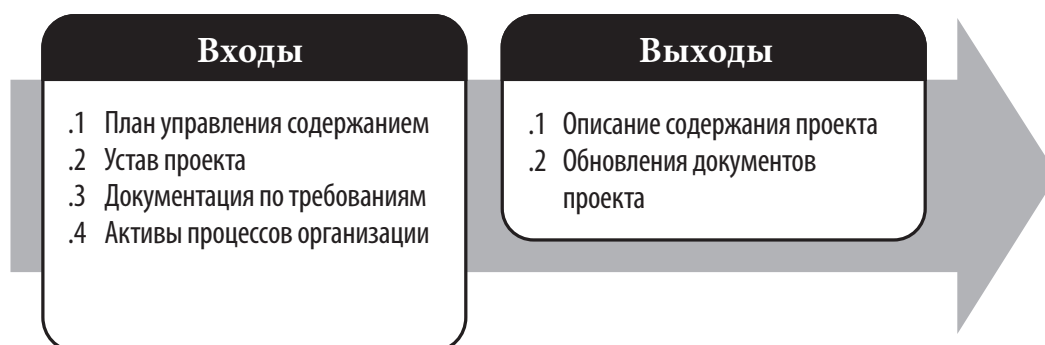 Входы
.1 План управления содержанием
.2 Устав проекта
.3 Документация по требованиям
.4 Активы процессов организации
Выходы
.1 Описание содержания проекта
.2 Обновления документов
проекта